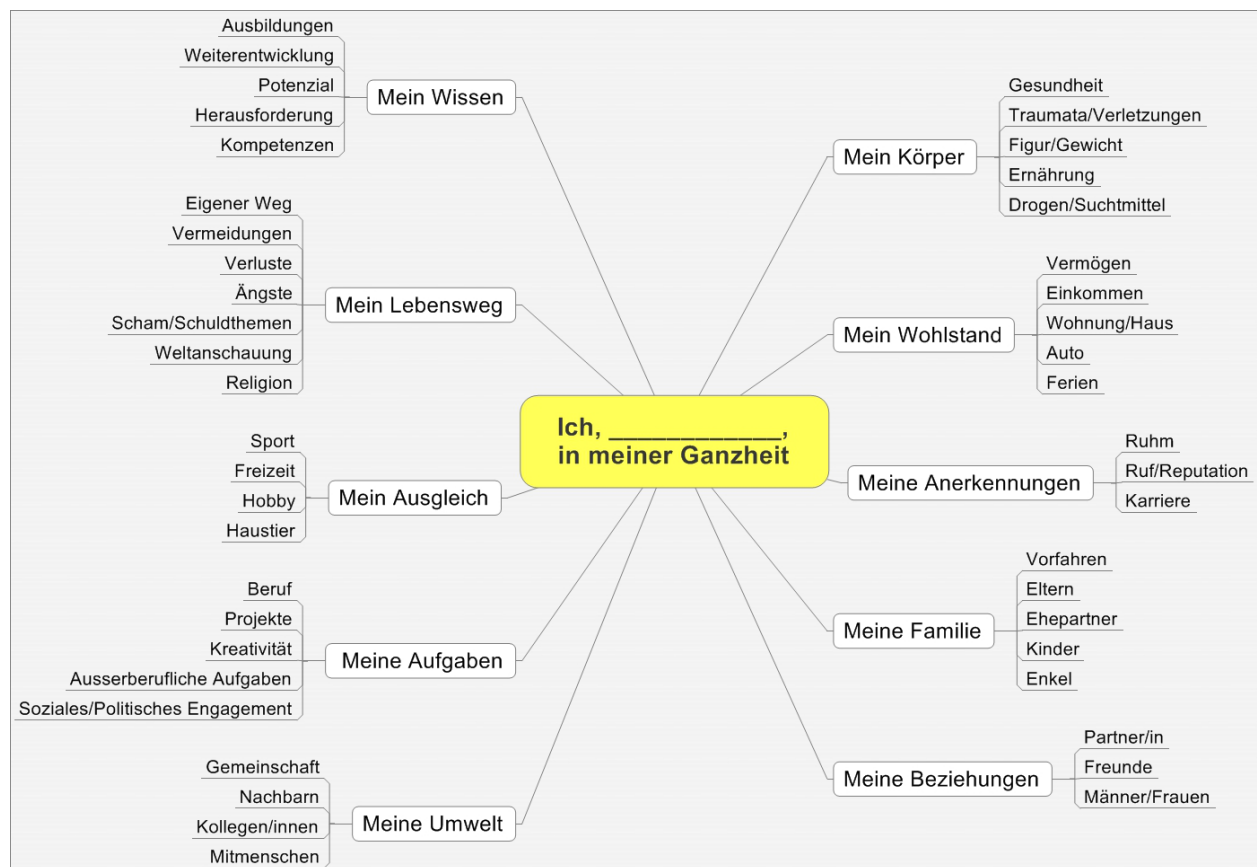 Ausbildungen
Weiterentwicklung
Potenzial
Herausforderung
Kompetenzen
Mein Wissen
Eigener Weg
Vermeidungen
Verluste
Ängste
Scham/Schuldthemen
Weltanschauung
Religion
Mein Lebensweg
Sport
Freizeit
Hobby
Haustier
Mein Ausgleich
Beruf
Projekte
Kreativität
Ausserberufliche Aufgaben
Soziales/Politisches Engagement
Meine Aufgaben
Gemeinschaft
Nachbarn
Kollegen/innen
Mitmenschen
Meine Umwelt
Ich, ____________,
in meiner Ganzheit
Mein Körper
Gesundheit
Traumata/Verletzungen
Figur/Gewicht
Ernährung
Drogen/Suchtmittel
Mein Wohlstand
Vermögen
Einkommen
Wohnung/Haus
Auto
Ferien
Meine Anerkennungen
Ruhm
Ruf/Reputation
Karriere
Meine Familie
Vorfahren
Eltern
Ehepartner
Kinder
Enkel
Meine Beziehungen
Partner/in
Freunde
Männer/Frauen